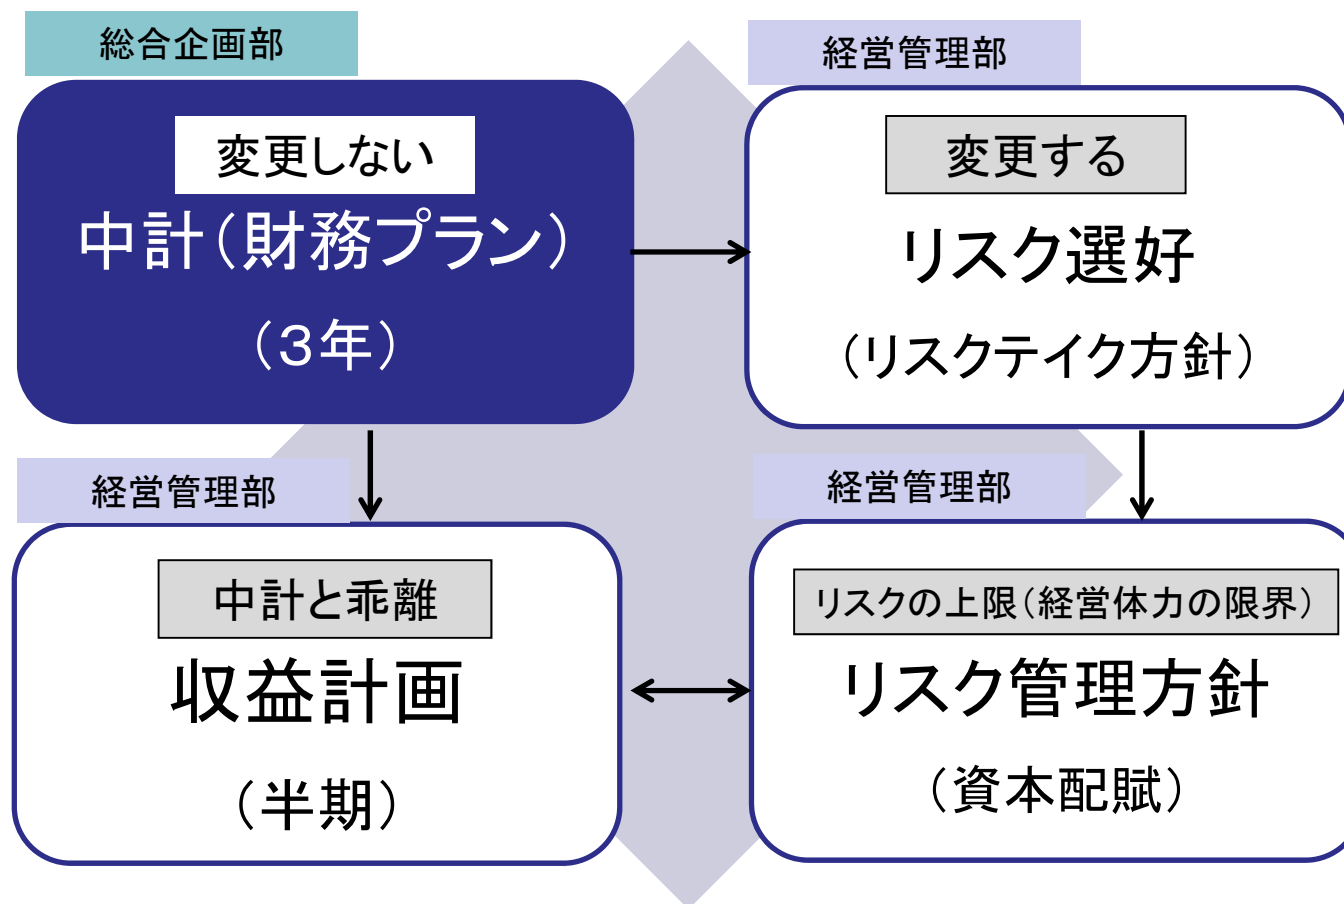 総合企画部
変更しない
中計（財務プラン）
（３年）
経営管理部
変更する
リスク選好
（リスクテイク方針）
経営管理部
中計と乖離
収益計画
（半期）
経営管理部
リスクの上限（経営体力の限界）
リスク管理方針
（資本配賦）